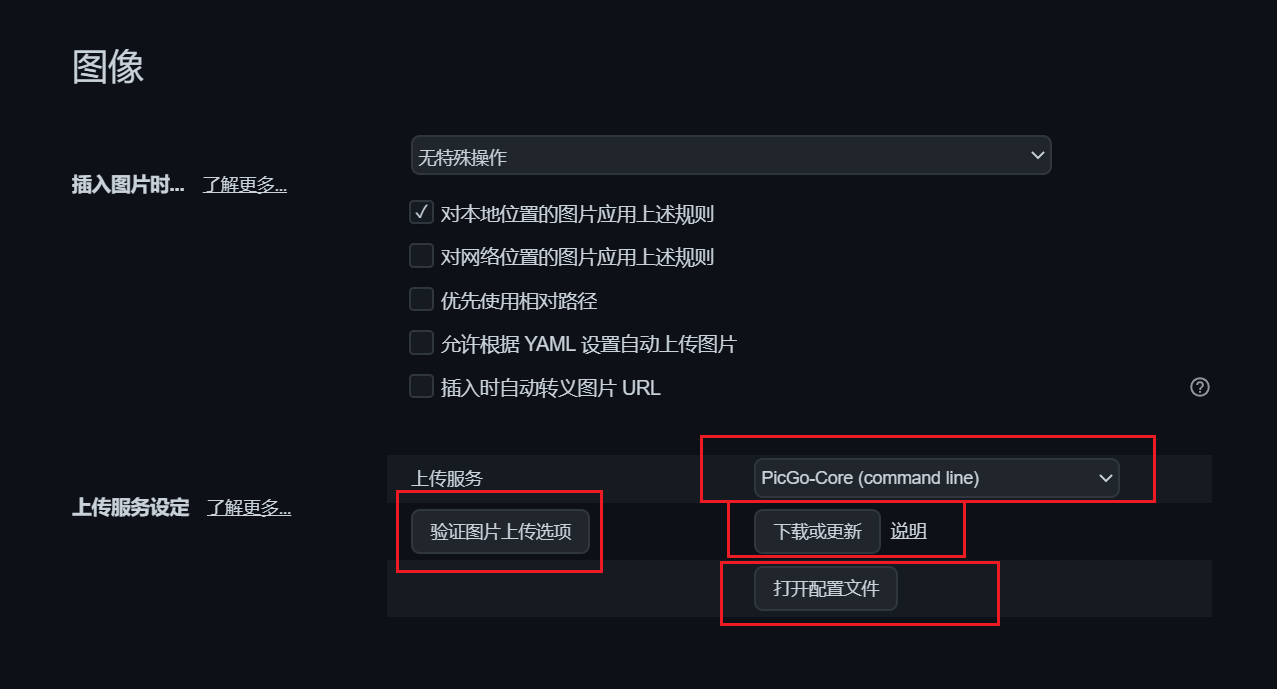 图像
无特殊操作
插入图片时... 了解更多...
对本地位置的图片应用上述规则
对网络位置的图片应用上述规则
优先使用相对路径
允许根据 YAML 设置自动上传图片
插入时自动转义图片 URL
上传服务 PicGo-Core (command line)
上传服务设定 了解更多...
验证图片上传选项 下载或更新 说明
打开配置文件